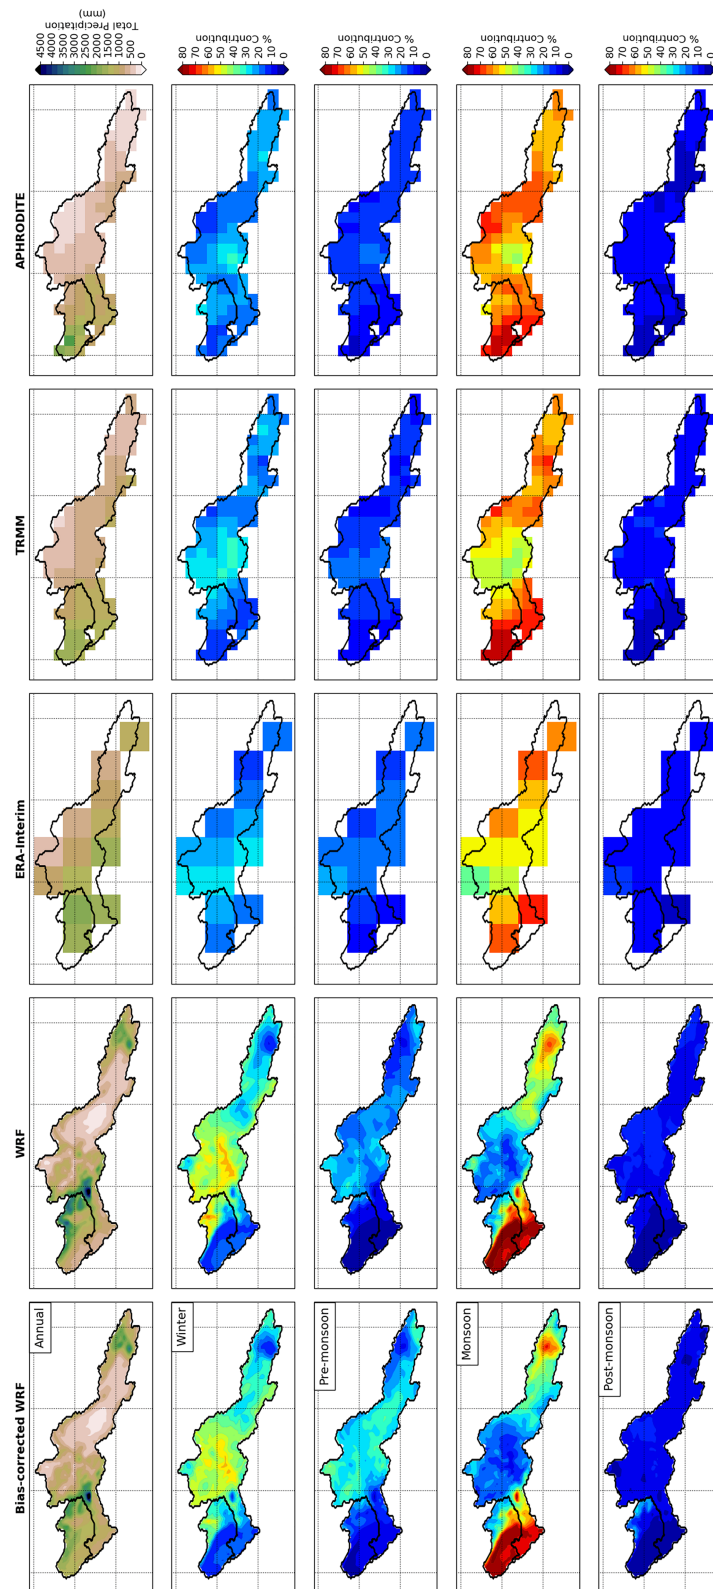 Bias-corrected WRF
WRF
ERA-Interim
TRMM
APHRODITE
Annual
4500
4000
3500
3000
2500
2000
1500
1000
500
0
Total Precipitation
(mm)
Winter
80
70
60
50
40
30
20
10
0
% Contribution
Pre-monsoon
80
70
60
50
40
30
20
10
0
% Contribution
Monsoon
80
70
60
50
40
30
20
10
0
% Contribution
Post-monsoon
80
70
60
50
40
30
20
10
0
% Contribution